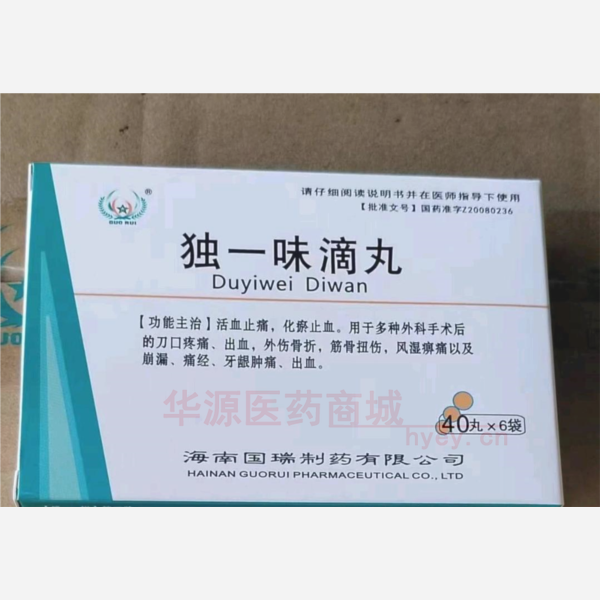 GUO RUI
®
请仔细阅读说明书并在医师指导下使用
【批准文号】国药准字Z20080236
独一味滴丸
Duyiwei Diwan
【功能主治】活血止痛，化瘀止血。用于多种外科手术后
的刀口疼痛、出血，外伤骨折，筋骨扭伤，风湿痹痛以及
崩漏、痛经、牙龈肿痛、出血。
华源医药商城
40丸×6袋
hyey.cn
海南国瑞制药有限公司
HAINAN GUORUI PHARMACEUTICAL CO., LTD